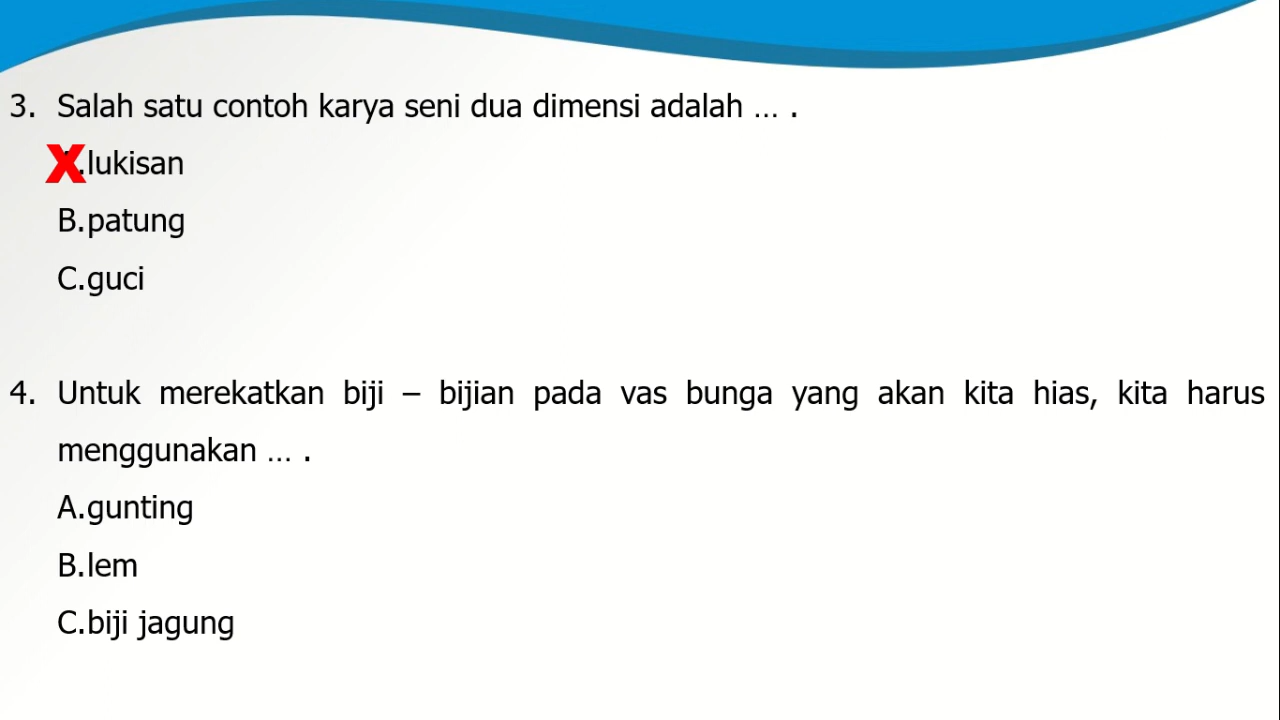 3. Salah satu contoh karya seni dua dimensi adalah ... .
X.lukisan
B.patung
C.guci
4. Untuk merekatkan biji – bijian pada vas bunga yang akan kita hias, kita harus
menggunakan ... .
A.gunting
B.lem
C.biji jagung